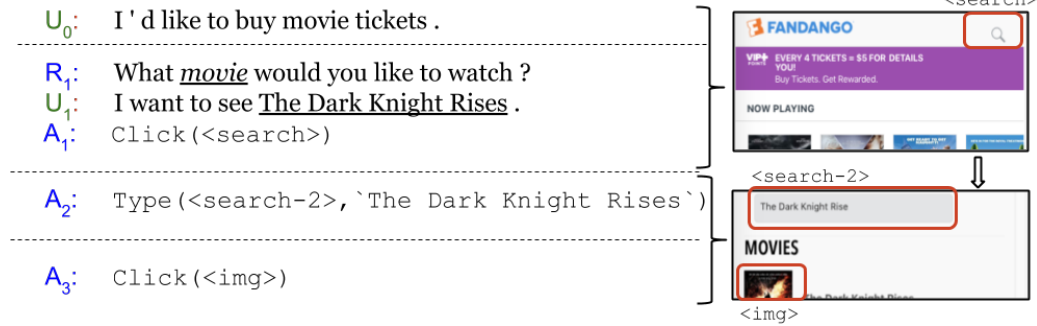 <search>
U0: I ' d like to buy movie tickets .
R1: What movie would you like to watch ?
U1: I want to see The Dark Knight Rises .
A1: Click(<search>)
A2: Type(<search-2>,`The Dark Knight Rises`)
A3: Click(<img>)
FANDANGO
VIP+ POINTS
EVERY 4 TICKETS = $5 FOR DETAILS
YOU!
Buy Tickets. Get Rewarded.
NOW PLAYING
<search-2>
The Dark Knight Rise
MOVIES
The Dark Knight Rises
<img>